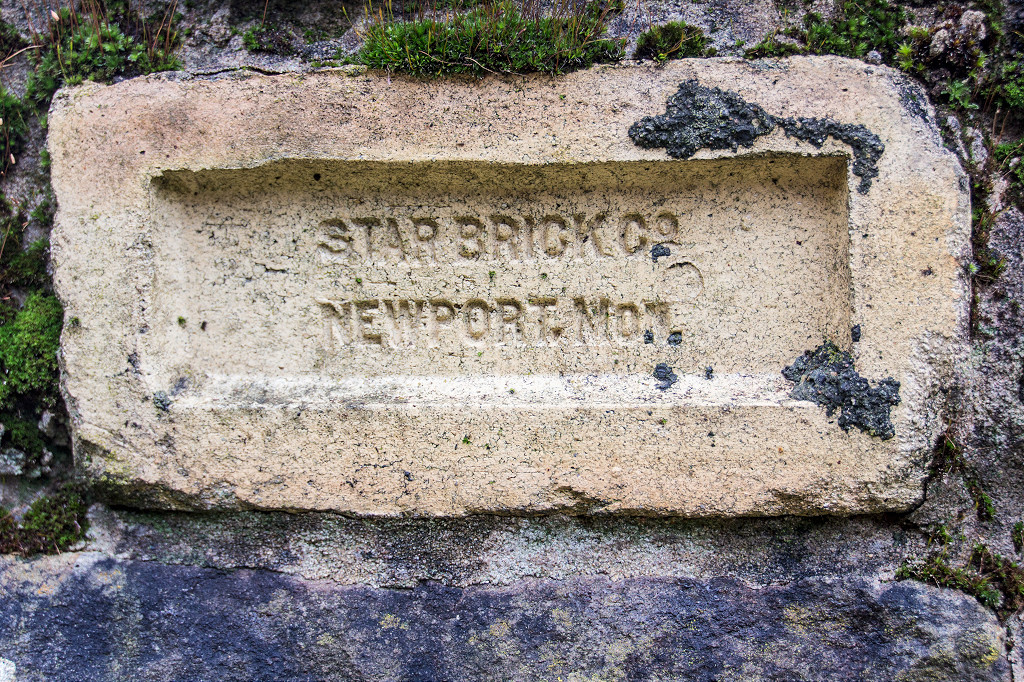 STAR BRICK Co
NEWPORT. MON.